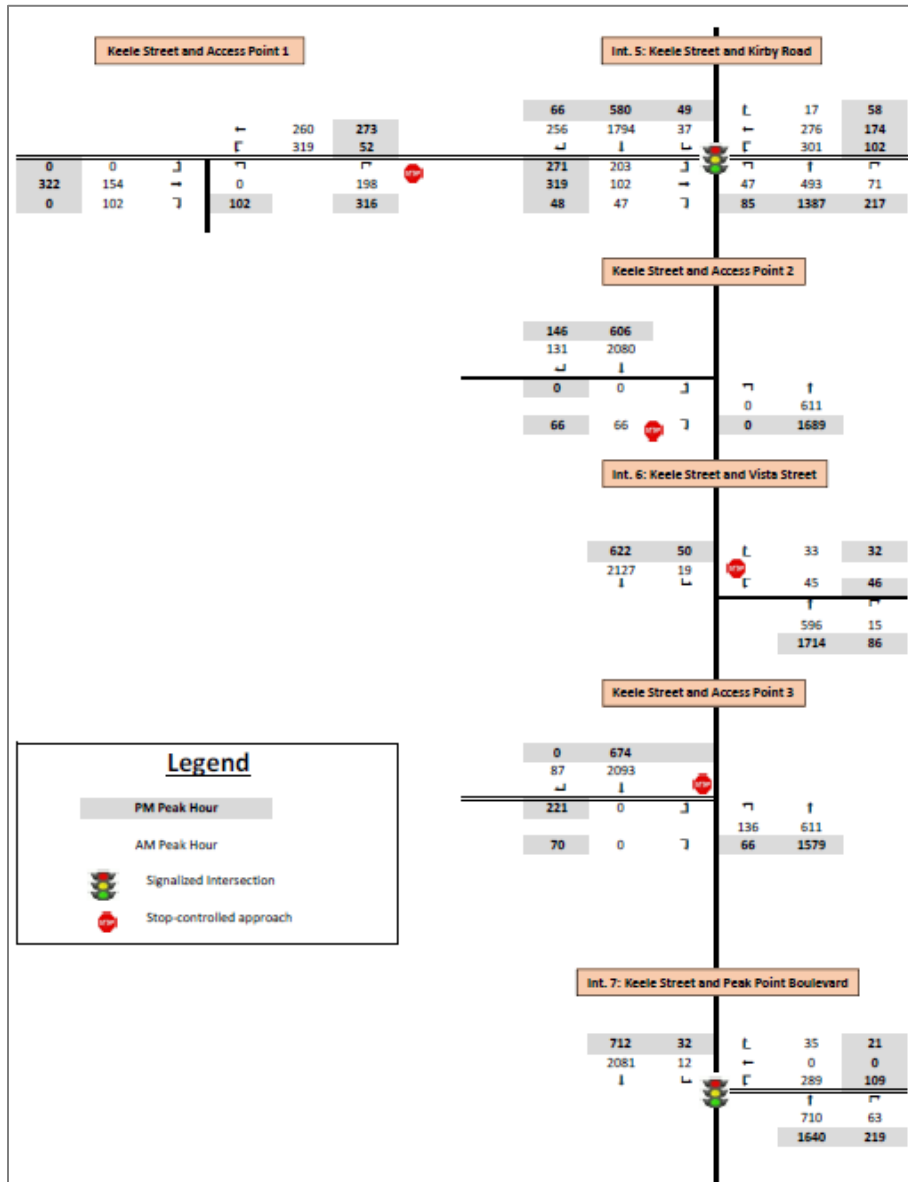 Keele Street and Access Point 1
260 273
319 52
0 0
322 154 0 198
0 102 102 316
Int. 5: Keele Street and Kirby Road
66 580 49 17 58
256 1794 37 276 174
301 102
271 203
319 102 47 493 71
48 47 85 1387 217
Keele Street and Access Point 2
146 606
131 2080
0 0
0 611
66 66 STOP 0 1689
Int. 6: Keele Street and Vista Street
622 50 33 32
2127 19 STOP
45 46
596 15
1714 86
Keele Street and Access Point 3
0 674
87 2093
STOP
221 0
136 611
70 0 66 1579
Legend
PM Peak Hour
AM Peak Hour
Signalized Intersection
STOP Stop-controlled approach
Int. 7: Keele Street and Peak Point Boulevard
712 32 35 21
2081 12 0 0
289 109
710 63
1640 219